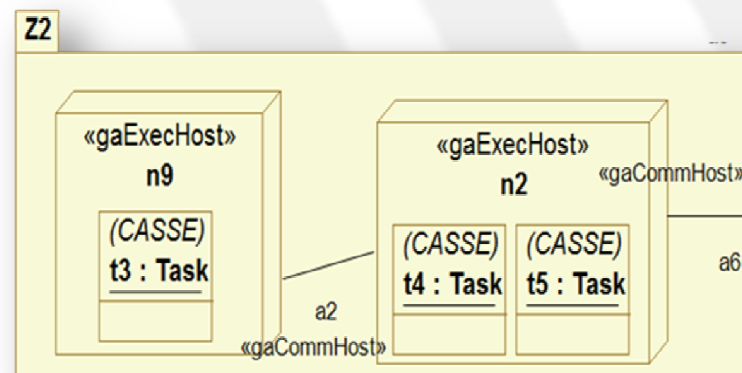 Z2
«gaExecHost»
n9
(CASSE)
t3 : Task
a2
«gaCommHost»
«gaExecHost»
n2
(CASSE)
t4 : Task
(CASSE)
t5 : Task
«gaCommHost»
a6